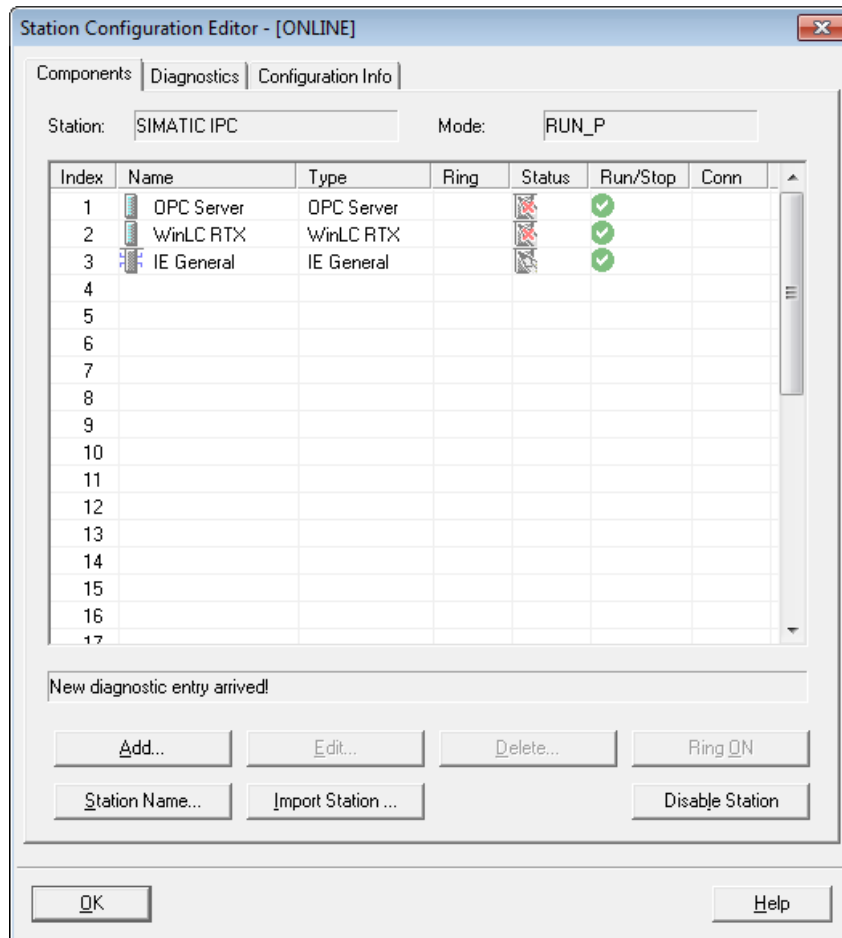 Station Configuration Editor - [ONLINE]
Components Diagnostics Configuration Info
Station: SIMATIC IPC Mode: RUN_P
Index Name Type Ring Status Run/Stop Conn
1 OPC Server OPC Server
2 WinLC RTX WinLC RTX
3 IE General IE General
4
5
6
7
8
9
10
11
12
13
14
15
16
17
New diagnostic entry arrived!
Add... Edit... Delete... Ring ON
Station Name... Import Station ... Disable Station
OK Help